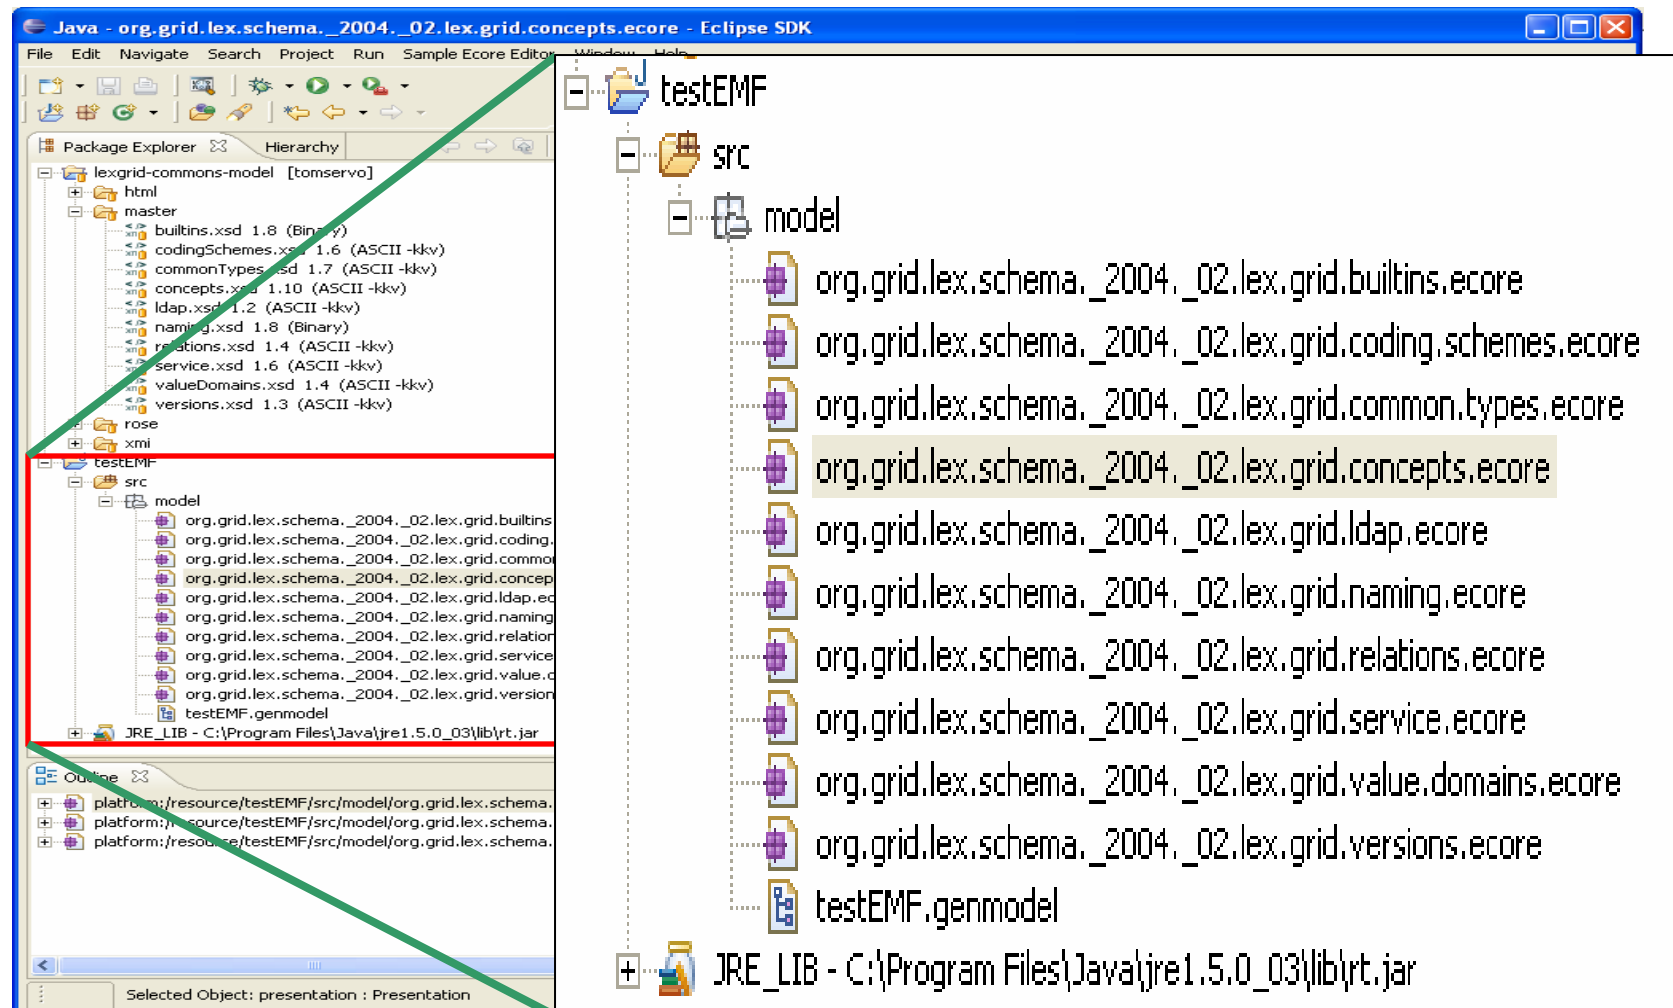 Java - org.grid.lex.schema._2004._02.lex.grid.concepts.ecore - Eclipse SDK
File Edit Navigate Search Project Run Sample Ecore Editor Window Help
Package Explorer Hierarchy
lexgrid-commons-model [tomservo]
html
master
builtins.xsd 1.8 (Binary)
codingSchemes.xsd 1.6 (ASCII -kkv)
commonTypes.xsd 1.7 (ASCII -kkv)
concepts.xsd 1.10 (ASCII -kkv)
ldap.xsd 1.2 (ASCII -kkv)
naming.xsd 1.8 (Binary)
relations.xsd 1.4 (ASCII -kkv)
service.xsd 1.6 (ASCII -kkv)
valueDomains.xsd 1.4 (ASCII -kkv)
versions.xsd 1.3 (ASCII -kkv)
rose
xmi
testEMF
src
model
org.grid.lex.schema._2004._02.lex.grid.builtins
org.grid.lex.schema._2004._02.lex.grid.coding.
org.grid.lex.schema._2004._02.lex.grid.commo
org.grid.lex.schema._2004._02.lex.grid.concep
org.grid.lex.schema._2004._02.lex.grid.ldap.ec
org.grid.lex.schema._2004._02.lex.grid.naming
org.grid.lex.schema._2004._02.lex.grid.relation
org.grid.lex.schema._2004._02.lex.grid.service
org.grid.lex.schema._2004._02.lex.grid.value.d
org.grid.lex.schema._2004._02.lex.grid.version
testEMF.genmodel
JRE_LIB - C:\Program Files\Java\jre1.5.0_03\lib\rt.jar
Outline
platform:/resource/testEMF/src/model/org.grid.lex.schema.
platform:/resource/testEMF/src/model/org.grid.lex.schema.
platform:/resource/testEMF/src/model/org.grid.lex.schema.
Selected Object: presentation : Presentation
testEMF
src
model
org.grid.lex.schema._2004._02.lex.grid.builtins.ecore
org.grid.lex.schema._2004._02.lex.grid.coding.schemes.ecore
org.grid.lex.schema._2004._02.lex.grid.common.types.ecore
org.grid.lex.schema._2004._02.lex.grid.concepts.ecore
org.grid.lex.schema._2004._02.lex.grid.ldap.ecore
org.grid.lex.schema._2004._02.lex.grid.naming.ecore
org.grid.lex.schema._2004._02.lex.grid.relations.ecore
org.grid.lex.schema._2004._02.lex.grid.service.ecore
org.grid.lex.schema._2004._02.lex.grid.value.domains.ecore
org.grid.lex.schema._2004._02.lex.grid.versions.ecore
testEMF.genmodel
JRE_LIB - C:\Program Files\Java\jre1.5.0_03\lib\rt.jar